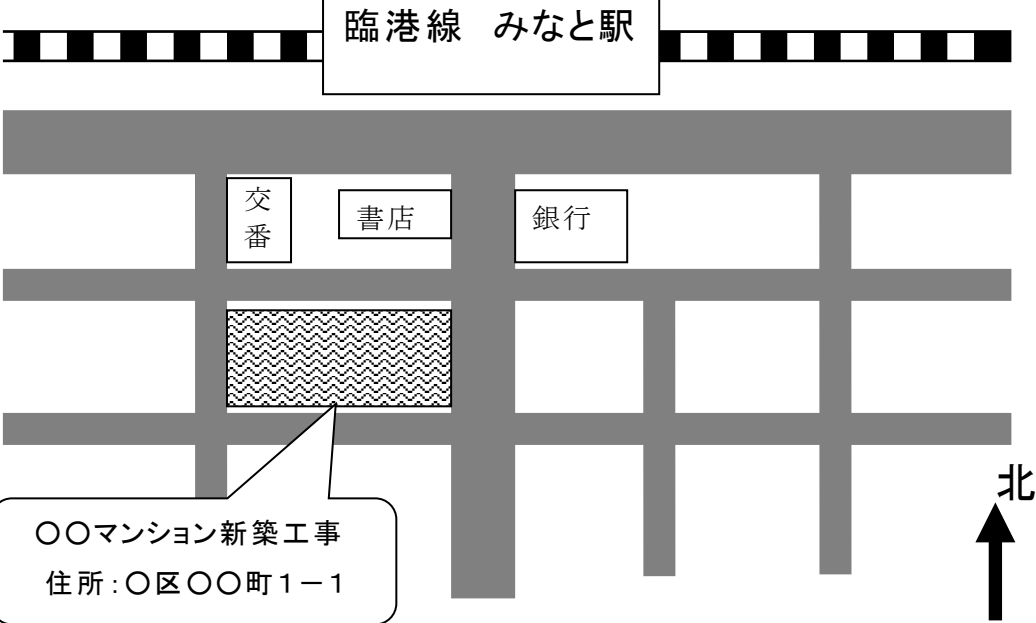 臨港線　みなと駅
交
番
書店
銀行
北
〇〇マンション新築工事
住所：〇区〇〇町１－１